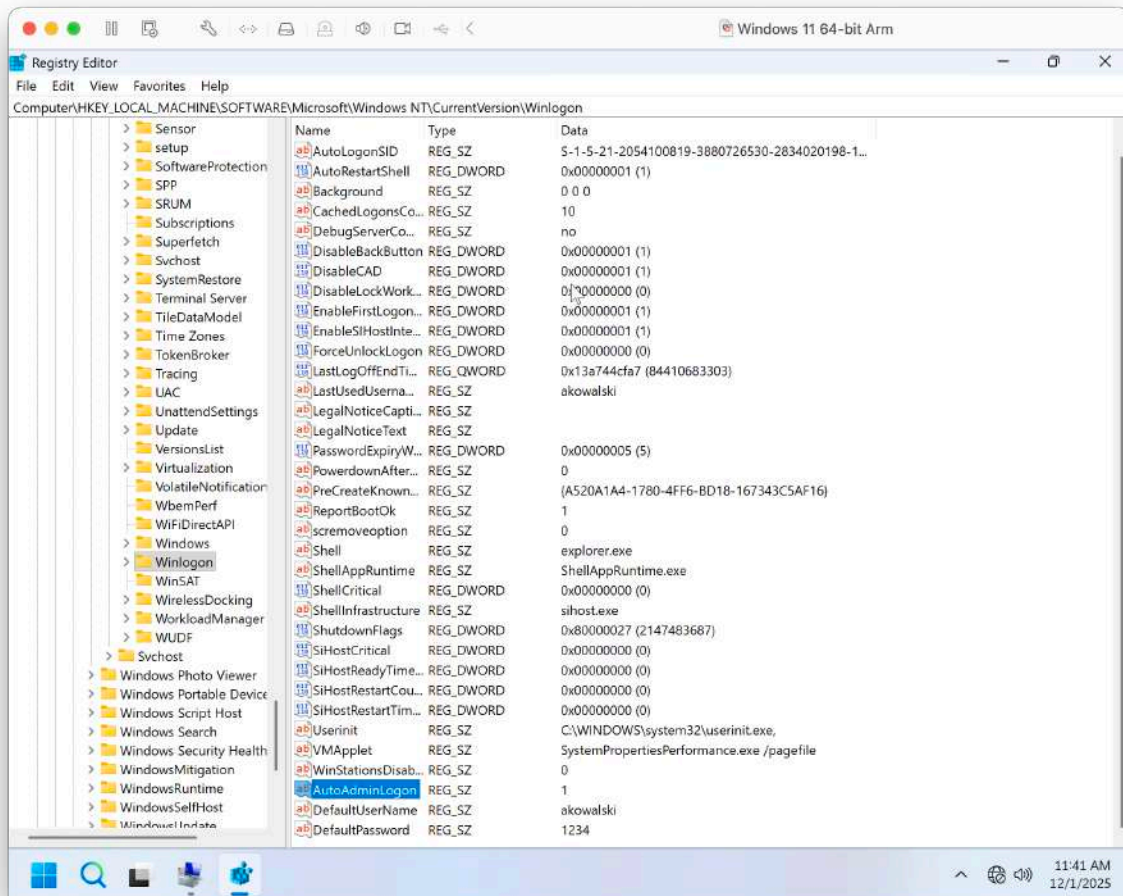 Windows 11 64-bit Arm
Registry Editor
File Edit View Favorites Help
Computer\HKEY_LOCAL_MACHINE\SOFTWARE\Microsoft\Windows NT\CurrentVersion\Winlogon
Sensor
setup
SoftwareProtection
SPP
SRUM
Subscriptions
Superfetch
Svchost
SystemRestore
Terminal Server
TileDataModel
Time Zones
TokenBroker
Tracing
UAC
UnattendSettings
Update
VersionsList
Virtualization
VolatileNotification
WbemPerf
WiFiDirectAPI
Windows
Winlogon
WinSAT
WirelessDocking
WorkloadManager
WUDF
Svchost
Windows Photo Viewer
Windows Portable Device
Windows Script Host
Windows Search
Windows Security Health
WindowsMitigation
WindowsRuntime
WindowsSelfHost
WindowsUpdate
Name Type Data
AutoLogonSID REG_SZ S-1-5-21-2054100819-3880726530-2834020198-1...
AutoRestartShell REG_DWORD 0x00000001 (1)
Background REG_SZ 0 0 0
CachedLogonsCo... REG_SZ 10
DebugServerCo... REG_SZ no
DisableBackButton REG_DWORD 0x00000001 (1)
DisableCAD REG_DWORD 0x00000001 (1)
DisableLockWork... REG_DWORD 0x00000000 (0)
EnableFirstLogon... REG_DWORD 0x00000001 (1)
EnableSIHostInte... REG_DWORD 0x00000001 (1)
ForceUnlockLogon REG_DWORD 0x00000000 (0)
LastLogOffEndTi... REG_QWORD 0x13a744cfa7 (84410683303)
LastUsedUserna... REG_SZ akowalski
LegalNoticeCapti... REG_SZ
LegalNoticeText REG_SZ
PasswordExpiryW... REG_DWORD 0x00000005 (5)
PowerdownAfter... REG_SZ 0
PreCreateKnown... REG_SZ {A520A1A4-1780-4FF6-BD18-167343C5AF16}
ReportBootOk REG_SZ 1
scremoveoption REG_SZ 0
Shell REG_SZ explorer.exe
ShellAppRuntime REG_SZ ShellAppRuntime.exe
ShellCritical REG_DWORD 0x00000000 (0)
ShellInfrastructure REG_SZ sihost.exe
ShutdownFlags REG_DWORD 0x80000027 (2147483687)
SiHostCritical REG_DWORD 0x00000000 (0)
SiHostReadyTime... REG_DWORD 0x00000000 (0)
SiHostRestartCou... REG_DWORD 0x00000000 (0)
SiHostRestartTim... REG_DWORD 0x00000000 (0)
Userinit REG_SZ C:\WINDOWS\system32\userinit.exe,
VMApplet REG_SZ SystemPropertiesPerformance.exe /pagefile
WinStationsDisab... REG_SZ 0
AutoAdminLogon REG_SZ 1
DefaultUserName REG_SZ akowalski
DefaultPassword REG_SZ 1234
11:41 AM
12/1/2025